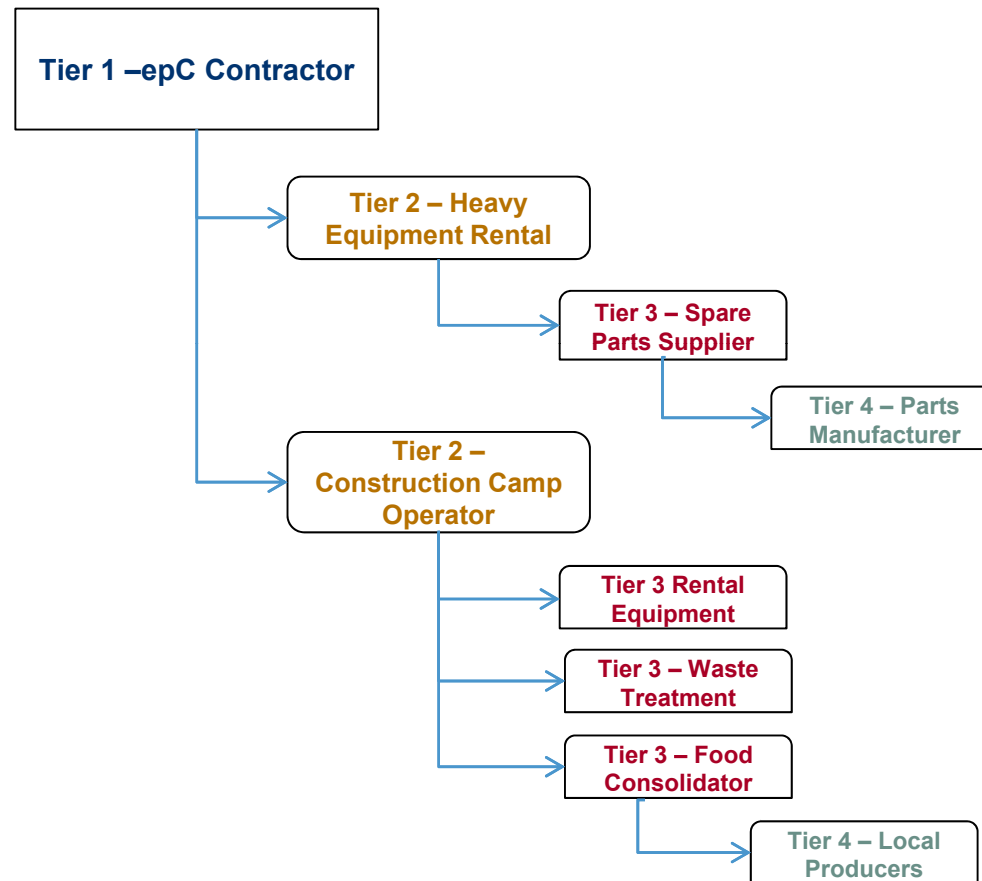 Tier 1 –epC Contractor
Tier 2 – Heavy
Equipment Rental
Tier 3 – Spare
Parts Supplier
Tier 4 – Parts
Manufacturer
Tier 2 –
Construction Camp
Operator
Tier 3 Rental
Equipment
Tier 3 – Waste
Treatment
Tier 3 – Food
Consolidator
Tier 4 – Local
Producers